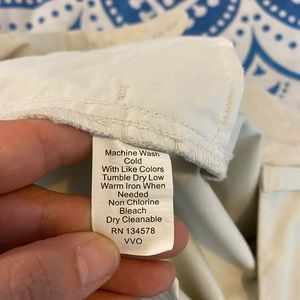 Machine Wash
Cold
With Like Colors
Tumble Dry Low
Warm Iron When
Needed
Non Chlorine
Bleach
Dry Cleanable
RN 134578
VVO